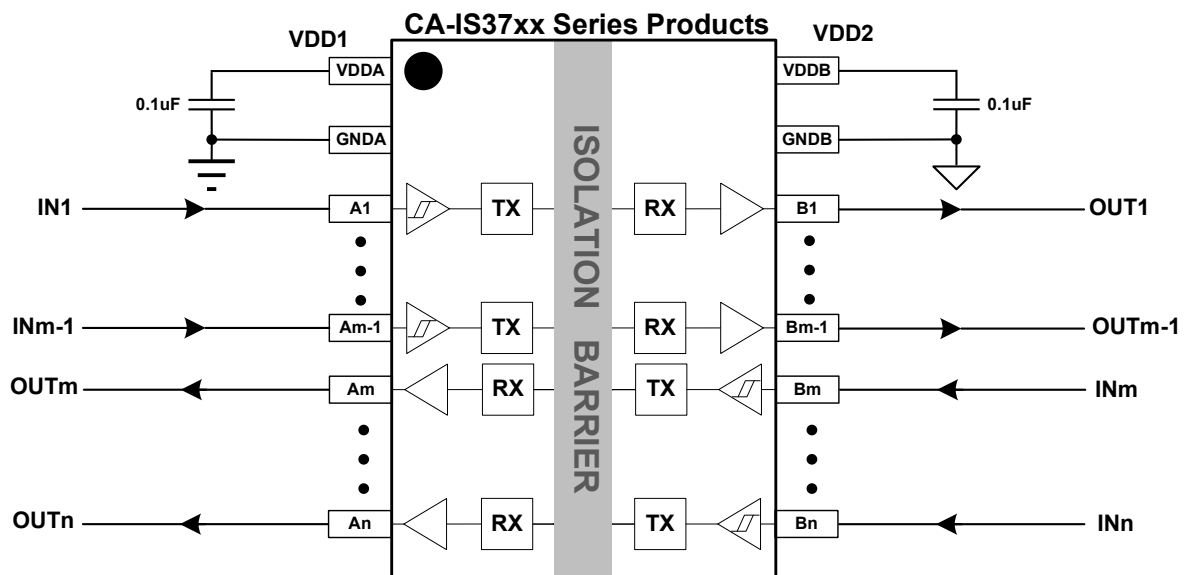 CA-IS37xx Series Products
VDD1
VDD2
VDDA
VDDB
0.1uF
0.1uF
GNDA
GNDB
ISOLATION BARRIER
IN1
A1
TX
RX
B1
OUT1
INm-1
Am-1
TX
RX
Bm-1
OUTm-1
OUTm
Am
RX
TX
Bm
INm
OUTn
An
RX
TX
Bn
INn